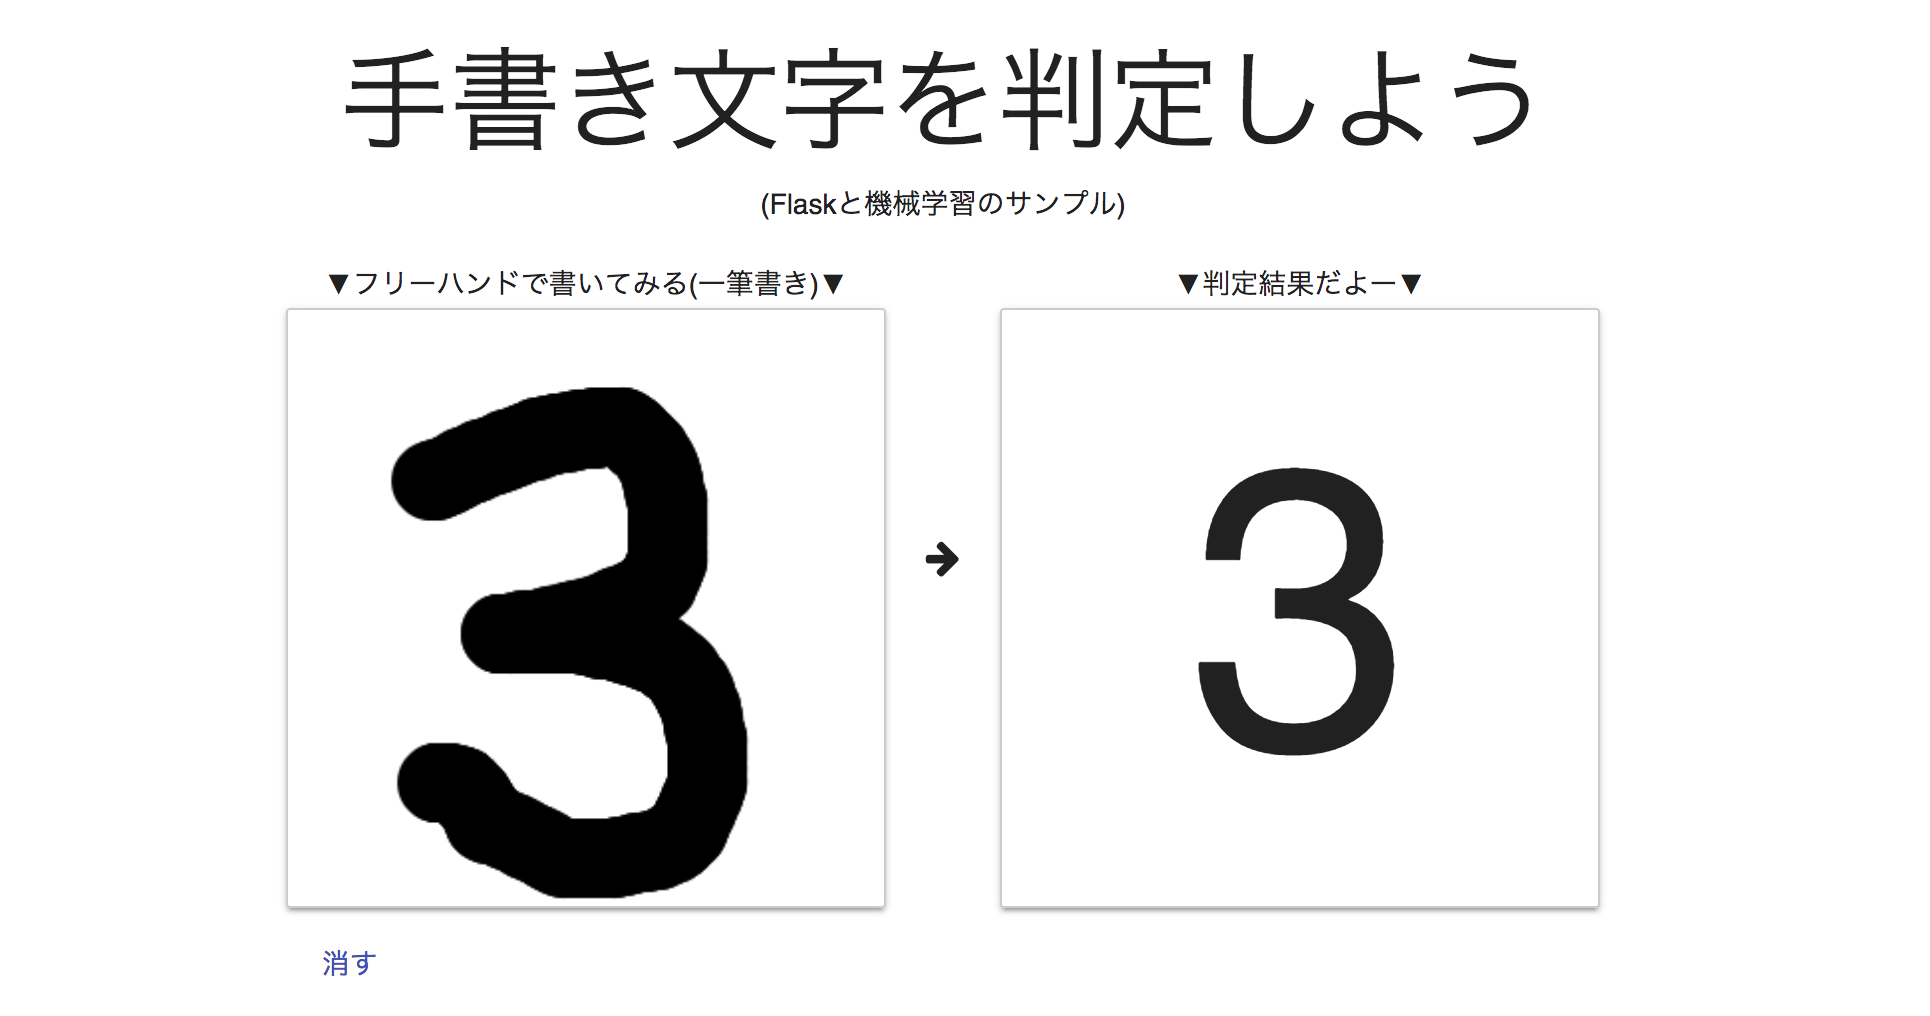 手書き文字を判定しよう
(Flaskと機械学習のサンプル)
▼フリーハンドで書いてみる(一筆書き)▼
▼判定結果だよー▼
3
3
消す